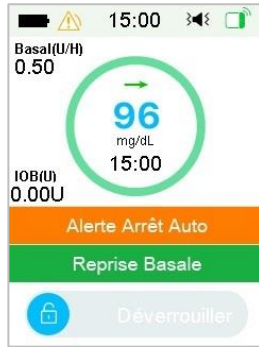 15:00
Basal(U/H)
0.50
96
mg/dL
15:00
IOB(U)
0.00U
Alerte Arrêt Auto
Reprise Basale
Déverrouiller